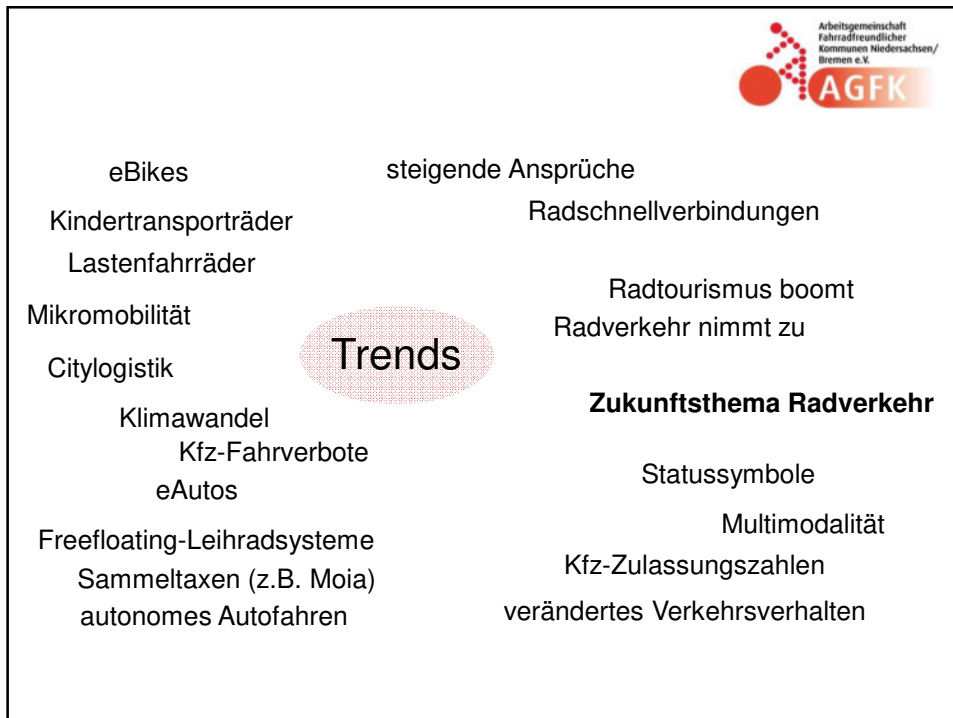 Arbeitsgemeinschaft
Fahrradfreundlicher
Kommunen Niedersachsen/
Bremen e.V.
AGFK
eBikes
steigende Ansprüche
Kindertransporträder
Radschnellverbindungen
Lastenfahrräder
Radtourismus boomt
Mikromobilität
Radverkehr nimmt zu
Trends
Citylogistik
Zukunftsthema Radverkehr
Klimawandel
Kfz-Fahrverbote
Statussymbole
eAutos
Multimodalität
Freefloating-Leihradsysteme
Kfz-Zulassungszahlen
Sammeltaxen (z.B. Moia)
verändertes Verkehrsverhalten
autonomes Autofahren